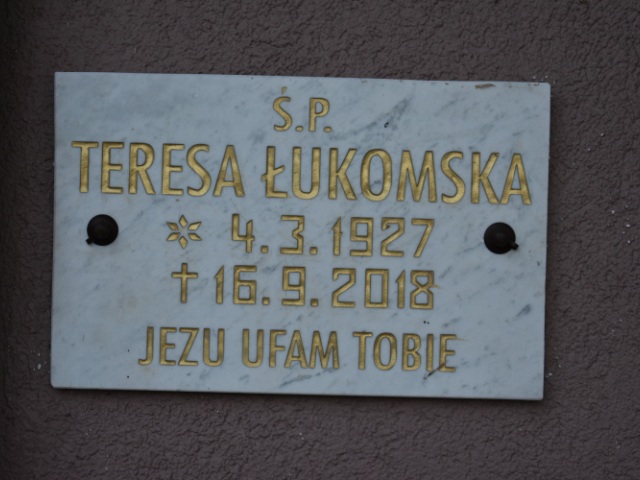 Ś.P.
TERESA ŁUKOMSKA
* 4.3.1927
† 16.9.2018
JEZU UFAM TOBIE